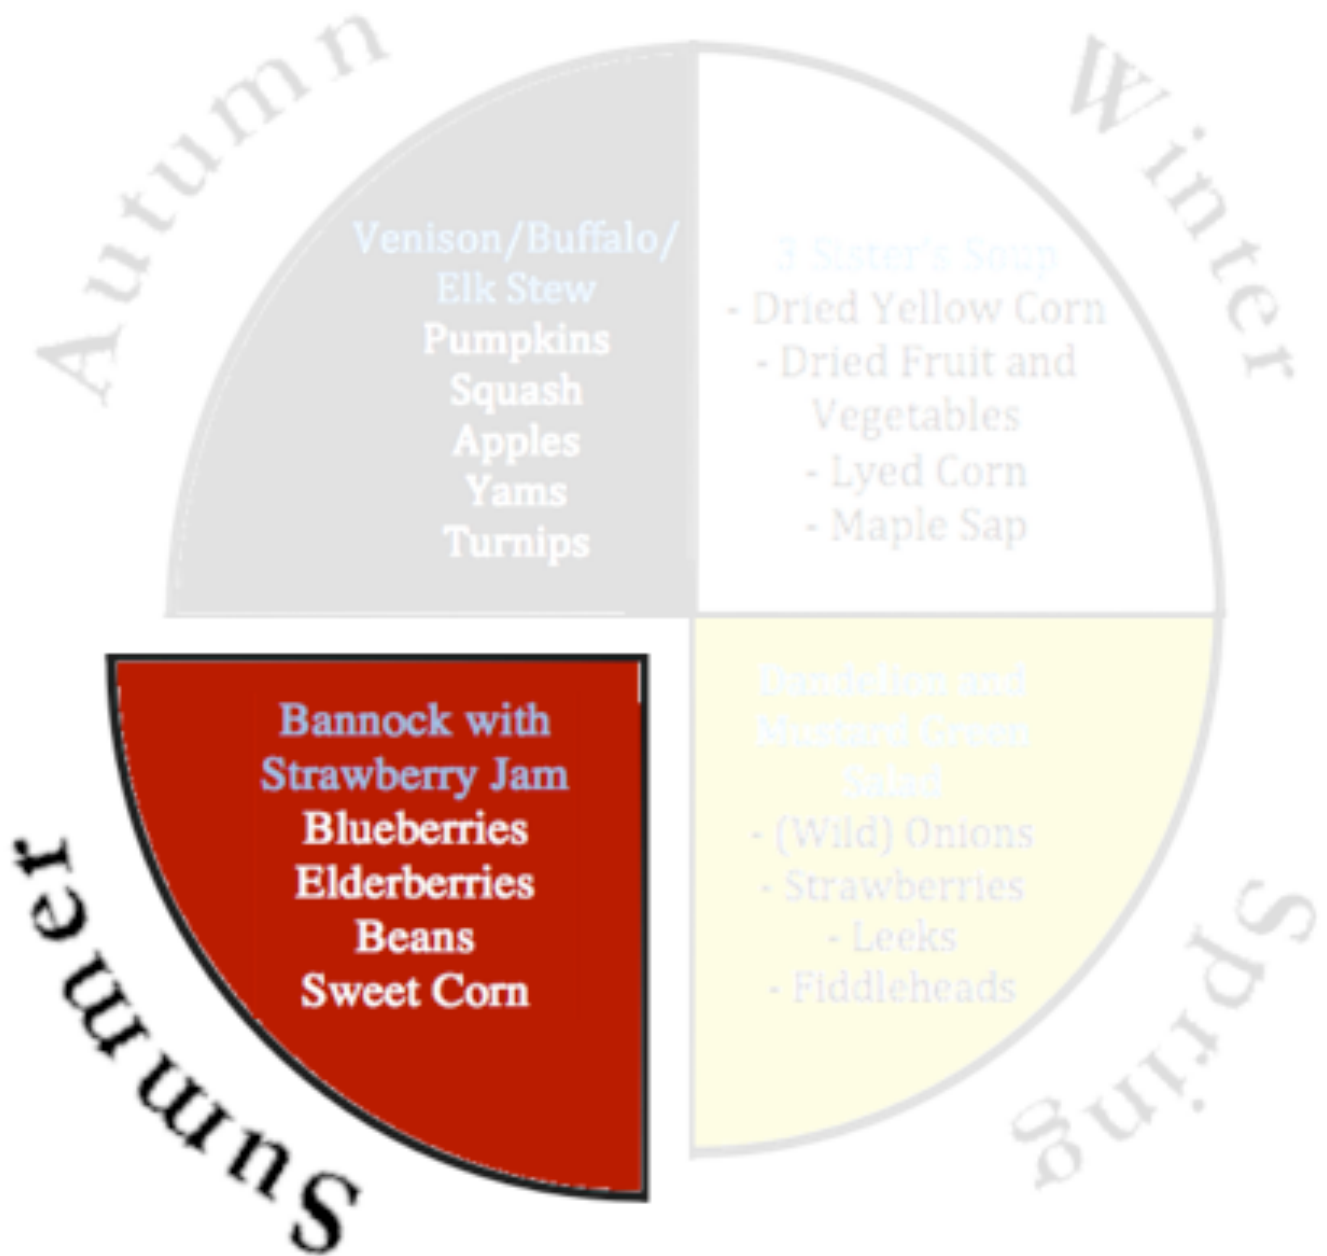 Autumn
Venison/Buffalo/
Elk Stew
Pumpkins
Squash
Apples
Yams
Turnips
Winter
3 Sister's Soup
- Dried Yellow Corn
- Dried Fruit and
Vegetables
- Lyed Corn
- Maple Sap
Summer
Bannock with
Strawberry Jam
Blueberries
Elderberries
Beans
Sweet Corn
Spring
Dandelion and
Mustard Green
Salad
- (Wild) Onions
- Strawberries
- Leeks
- Fiddleheads